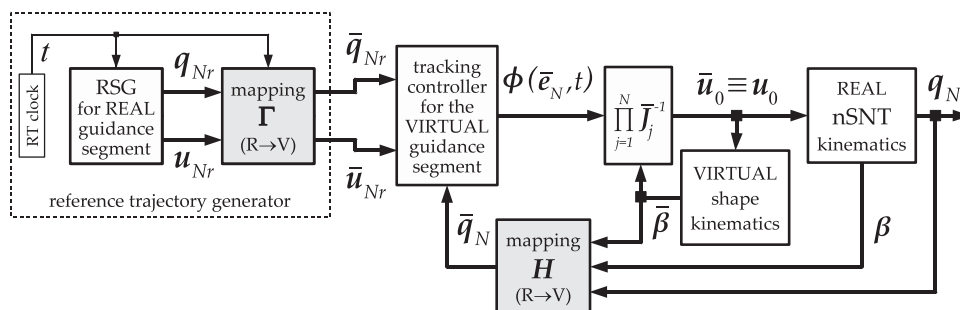 RT clock
t
RSG
for REAL
guidance
segment
q_Nr
u_Nr
mapping
Γ
(R→V)
reference trajectory generator
q̄_Nr
ū_Nr
tracking
controller
for the
VIRTUAL
guidance
segment
ϕ(ē_N,t)
∏_{j=1}^{N} J̄_j^{-1}
ū_0≡u_0
REAL
nSNT
kinematics
q_N
VIRTUAL
shape
kinematics
β̄
β
q̄_N
mapping
H
(R→V)